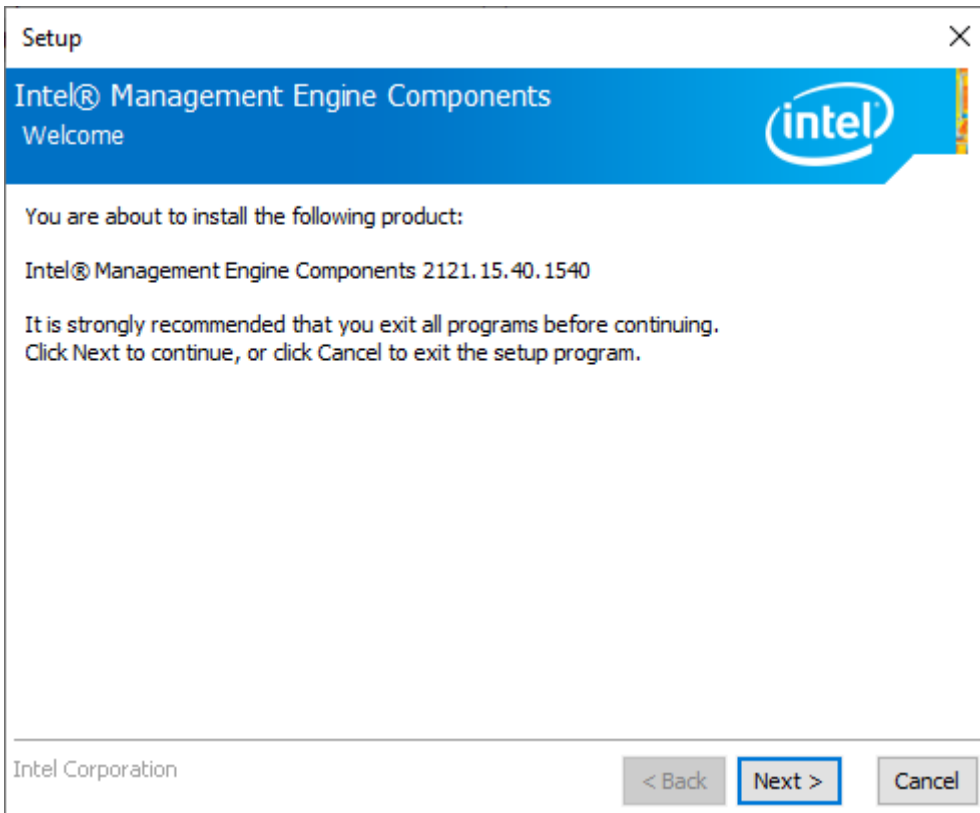 Setup
Intel® Management Engine Components
Welcome
intel
You are about to install the following product:
Intel® Management Engine Components 2121.15.40.1540
It is strongly recommended that you exit all programs before continuing.
Click Next to continue, or click Cancel to exit the setup program.
Intel Corporation
< Back Next > Cancel